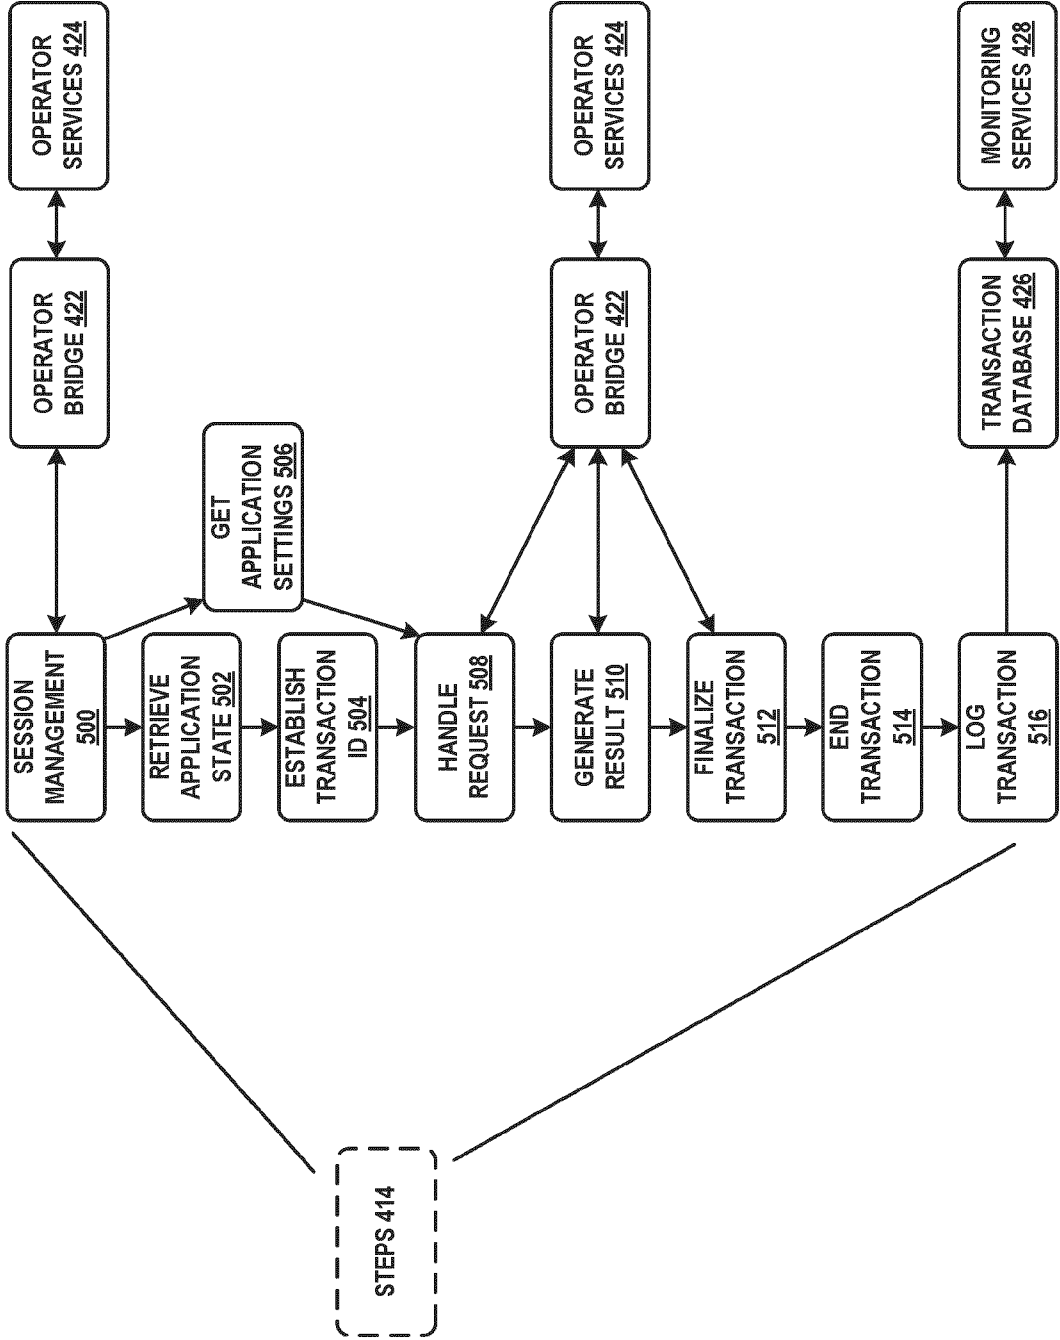 STEPS 414
SESSION
MANAGEMENT
500
OPERATOR
BRIDGE 422
OPERATOR
SERVICES 424
RETRIEVE
APPLICATION
STATE 502
GET
APPLICATION
SETTINGS 506
ESTABLISH
TRANSACTION
ID 504
HANDLE
REQUEST 508
GENERATE
RESULT 510
OPERATOR
BRIDGE 422
OPERATOR
SERVICES 424
FINALIZE
TRANSACTION
512
END
TRANSACTION
514
LOG
TRANSACTION
516
TRANSACTION
DATABASE 426
MONITORING
SERVICES 428